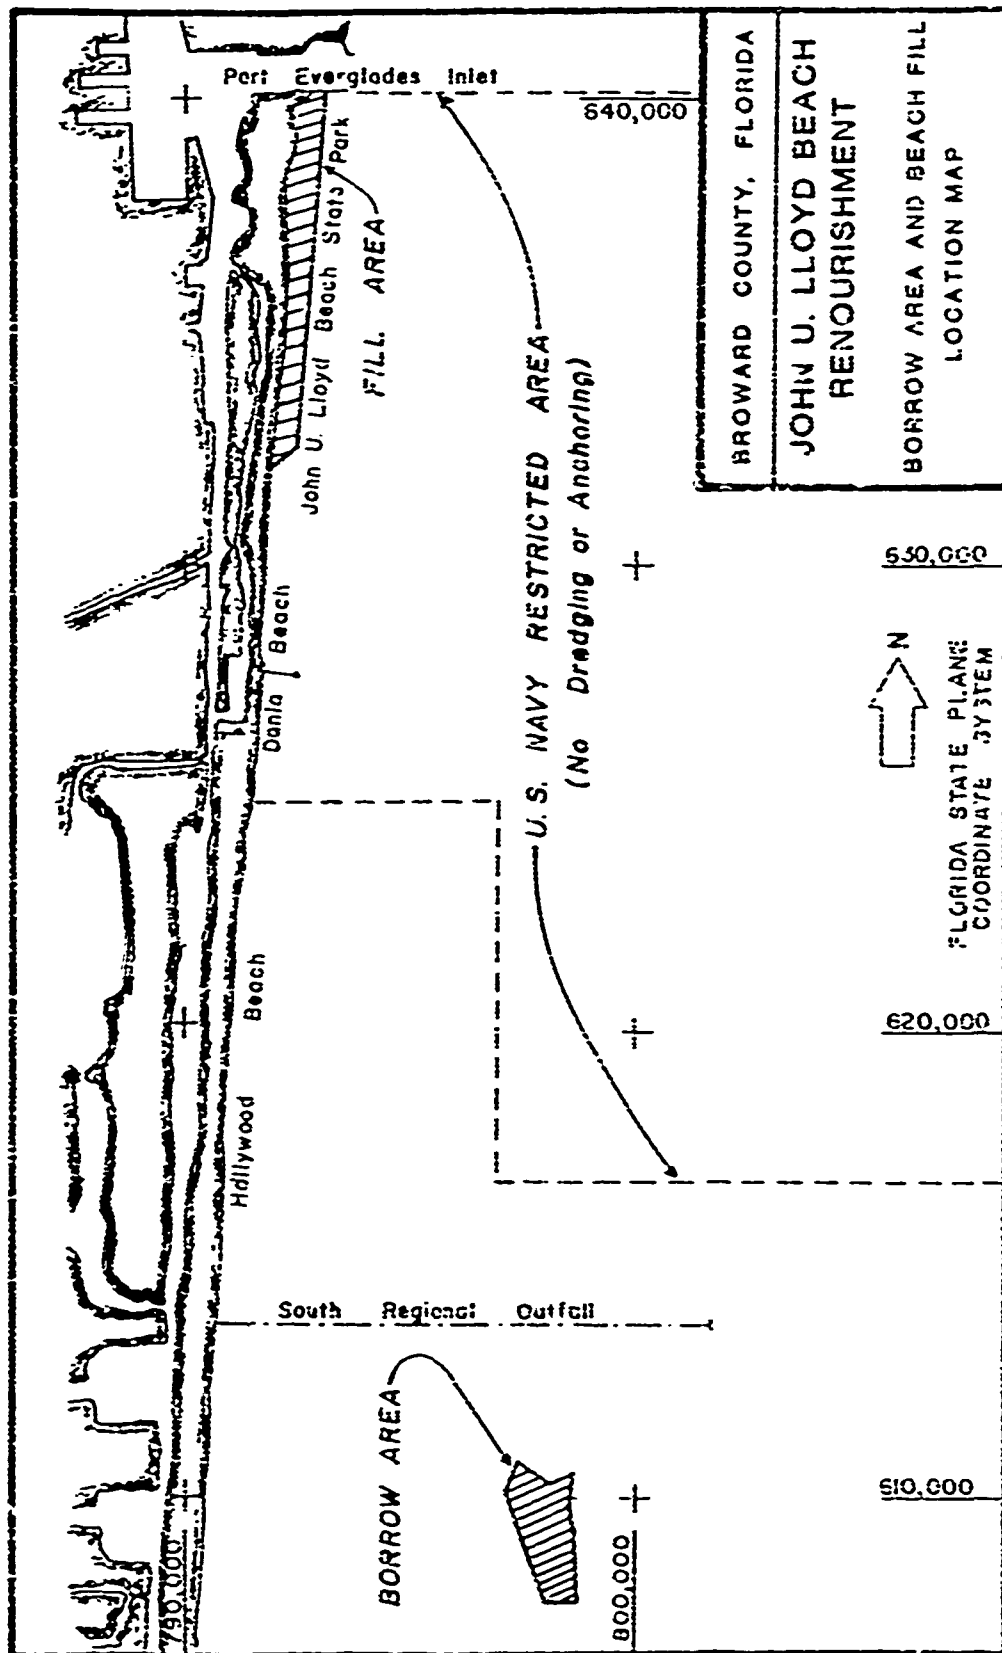 Port Everglades Inlet
640,000
BROWARD COUNTY, FLORIDA
JOHN U. LLOYD BEACH
RENOURISHMENT
BORROW AREA AND BEACH FILL
LOCATION MAP
John U. Lloyd Beach State Park
FILL AREA
U.S. NAVY RESTRICTED AREA
(No Dredging or Anchoring)
630,000
Dania Beach
N
FLORIDA STATE PLANE
COORDINATE SYSTEM
620,000
Hollywood Beach
South Regional Outfall
BORROW AREA
610,000
790,000
800,000